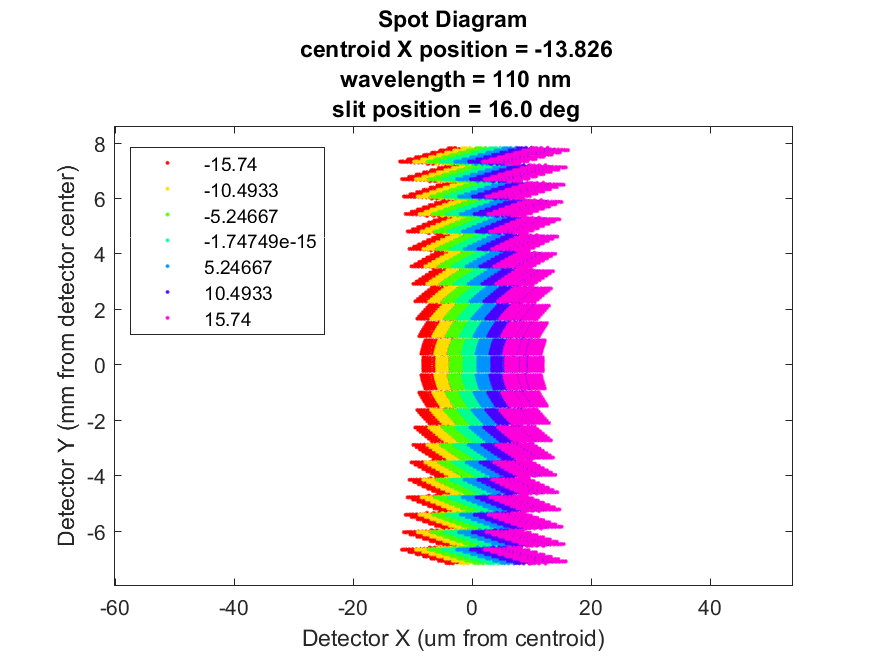 Spot Diagram
centroid X position = -13.826
wavelength = 110 nm
slit position = 16.0 deg
8
6
4
2
0
-2
-4
-6
Detector Y (mm from detector center)
-15.74
-10.4933
-5.24667
-1.74749e-15
5.24667
10.4933
15.74
-60 -40 -20 0 20 40
Detector X (um from centroid)